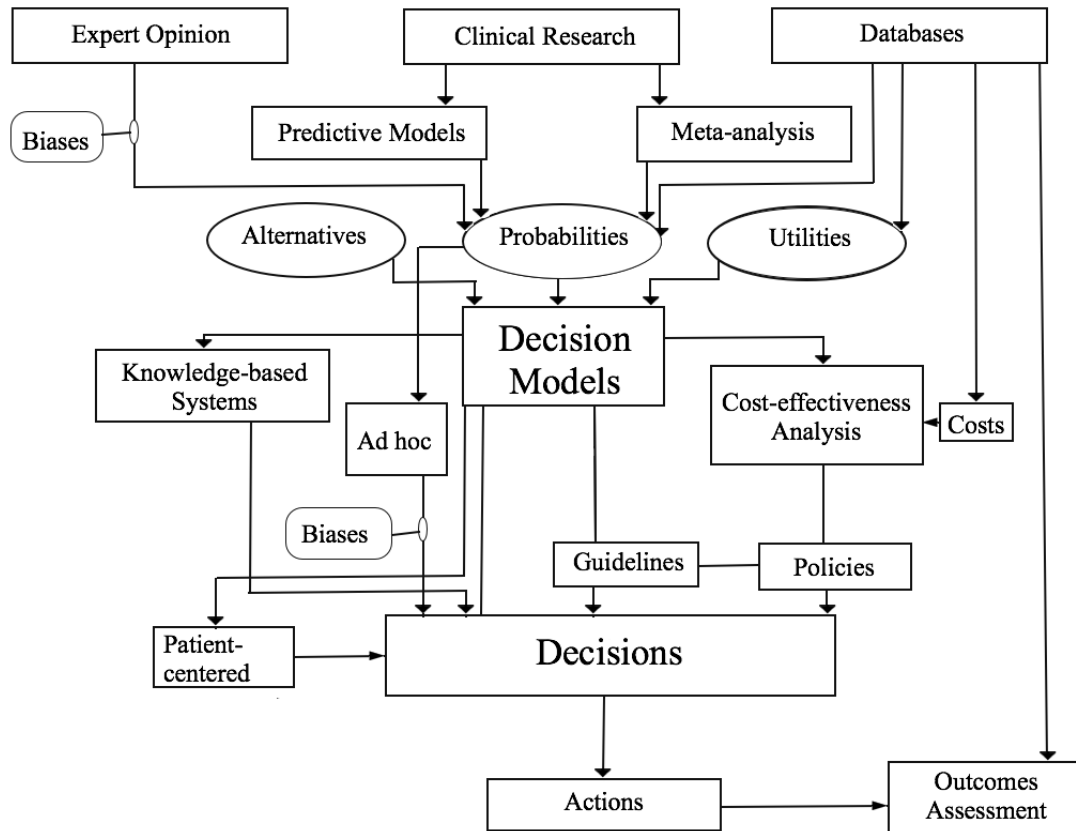 Expert Opinion
Clinical Research
Databases
Biases
Predictive Models
Meta-analysis
Alternatives
Probabilities
Utilities
Decision
Models
Knowledge-based
Systems
Cost-effectiveness
Analysis
Costs
Ad hoc
Biases
Guidelines
Policies
Patient-
centered
Decisions
Actions
Outcomes
Assessment